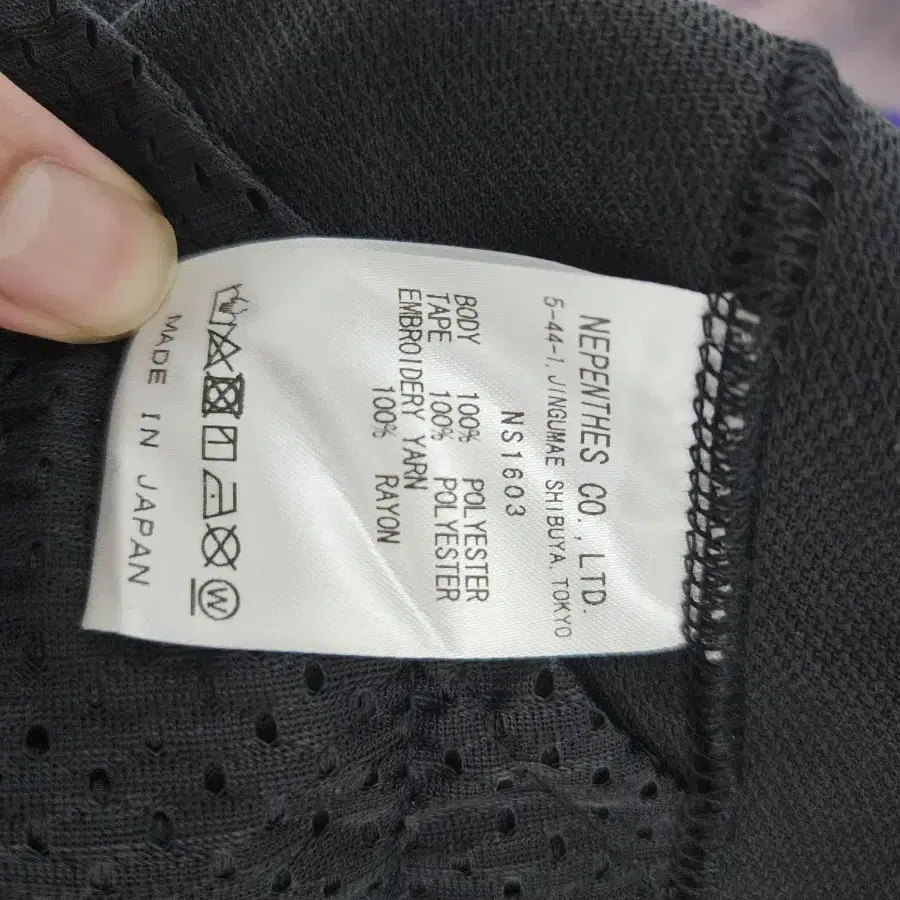 NEPENTHES CO., LTD.
5-44-1, JINGUMAE SHIBUYA. TOKYO
NS1603
BODY 100% POLYESTER
TAPE 100% POLYESTER
EMBROIDERY YARN
100% RAYON
W
MADE IN JAPAN